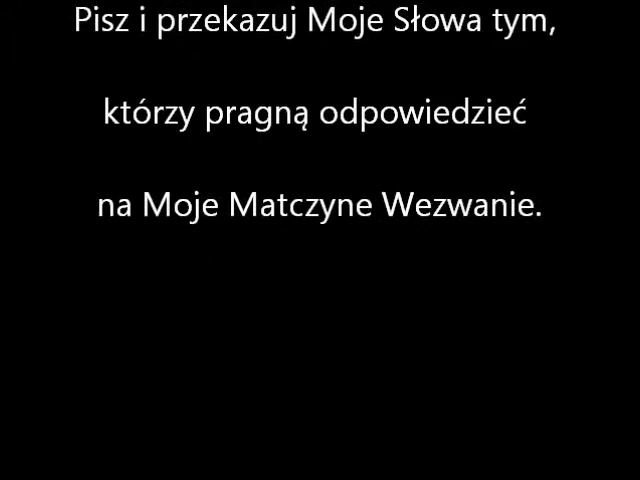 Pisz i przekazuj Moje Słowa tym,
którzy pragną odpowiedzieć
na Moje Matczyne Wezwanie.